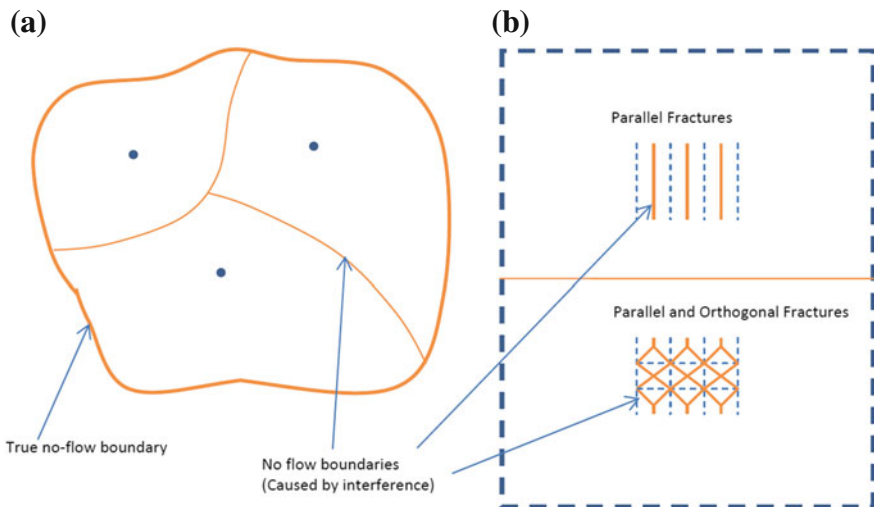 (a)
(b)
Parallel Fractures
Parallel and Orthogonal Fractures
True no-flow boundary
No flow boundaries
(Caused by interference)